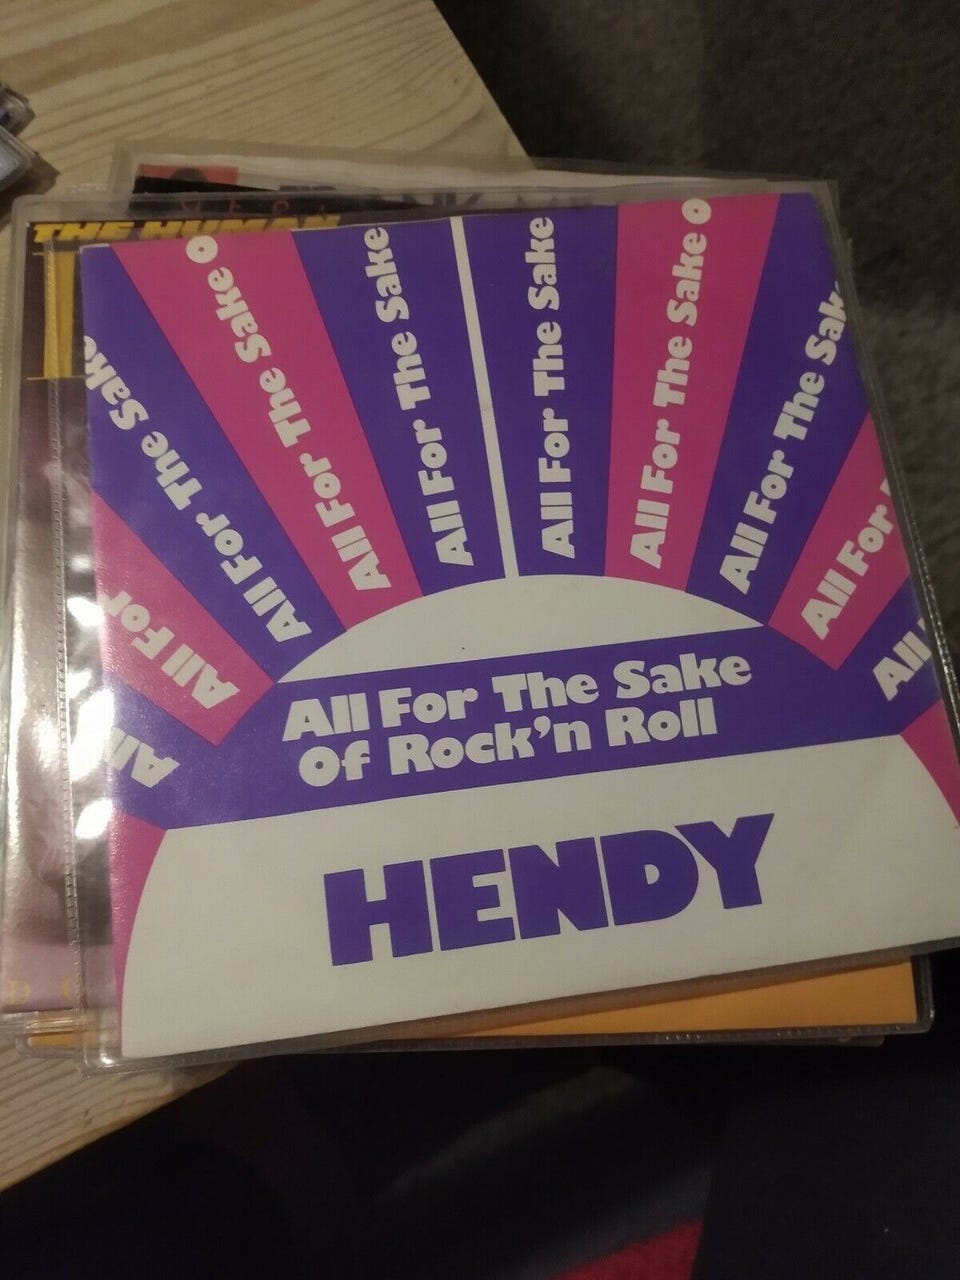 THE HUMAN
All For The Sake
All For The Sake O
All For The Sake
All For The Sake
All For The Sake O
All For The Sake
All For
All
All For
All
All For The Sake
Of Rock'n Roll
HENDY